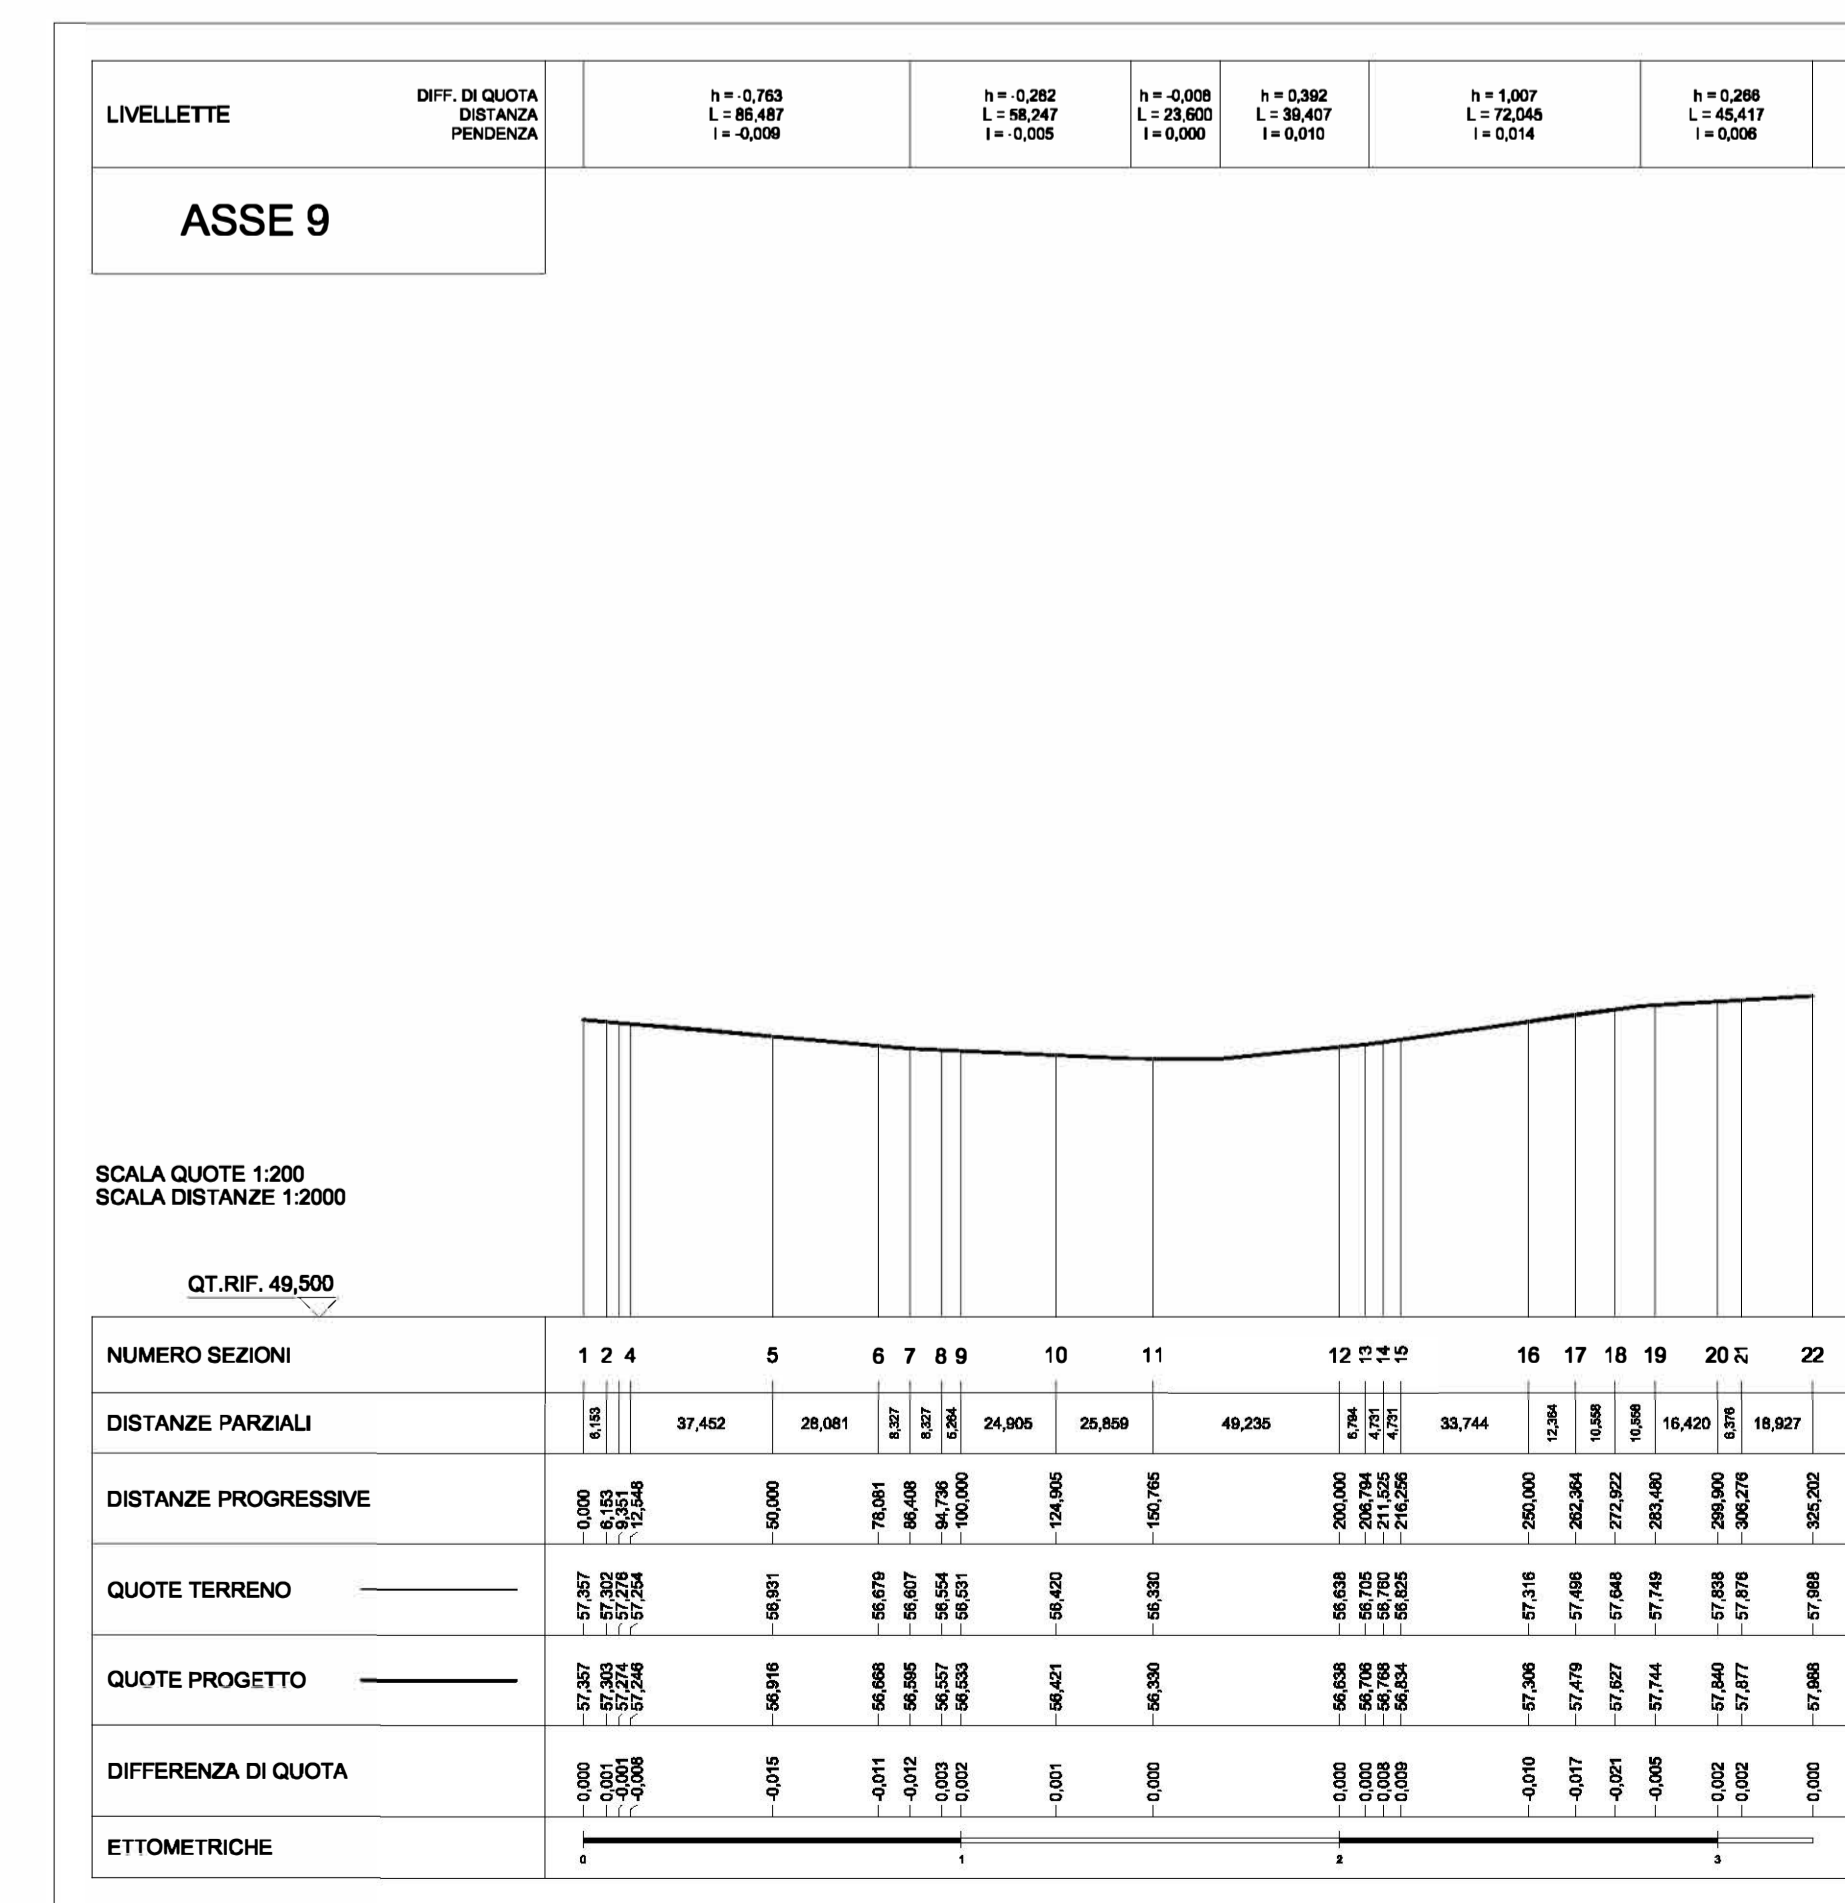 LIVELLETTE
DIFF. DI QUOTA
DISTANZA
PENDENZA
h = -0,763
L = 86,487
I = -0,009
h = -0,262
L = 58,247
I = -0,005
h = -0,008
L = 23,600
I = 0,000
h = 0,392
L = 39,407
I = 0,010
h = 1,007
L = 72,045
I = 0,014
h = 0,266
L = 45,417
I = 0,006
ASSE 9
SCALA QUOTE 1:200
SCALA DISTANZE 1:2000
QT.RIF. 49,500
NUMERO SEZIONI 1 2 4 5 6 7 8 9 10 11 12 13 14 15 16 17 18 19 20 21 22
DISTANZE PARZIALI 6,153 37,452 28,081 8,327 8,327 5,264 24,905 25,859 49,235 6,794 4,731 4,731 33,744 12,364 10,558 10,558 16,420 6,376 18,927
DISTANZE PROGRESSIVE 0,000 6,153 9,351 12,548 50,000 78,081 86,408 94,736 100,000 124,905 150,765 200,000 206,794 211,525 216,256 250,000 262,364 272,922 283,480 299,900 306,276 325,202
QUOTE TERRENO 57,357 57,302 57,276 57,254 56,931 56,679 56,607 56,554 56,531 56,420 56,330 56,638 56,705 56,760 56,825 57,316 57,496 57,648 57,749 57,838 57,876 57,988
QUOTE PROGETTO 57,357 57,303 57,274 57,246 56,916 56,668 56,595 56,557 56,533 56,421 56,330 56,638 56,706 56,768 56,834 57,306 57,479 57,627 57,744 57,840 57,877 57,988
DIFFERENZA DI QUOTA 0,000 0,001 -0,001 -0,008 -0,015 -0,011 -0,012 0,003 0,002 0,001 0,000 0,000 0,000 0,008 0,009 -0,010 -0,017 -0,021 -0,005 0,002 0,002 0,000
ETTOMETRICHE 0 1 2 3